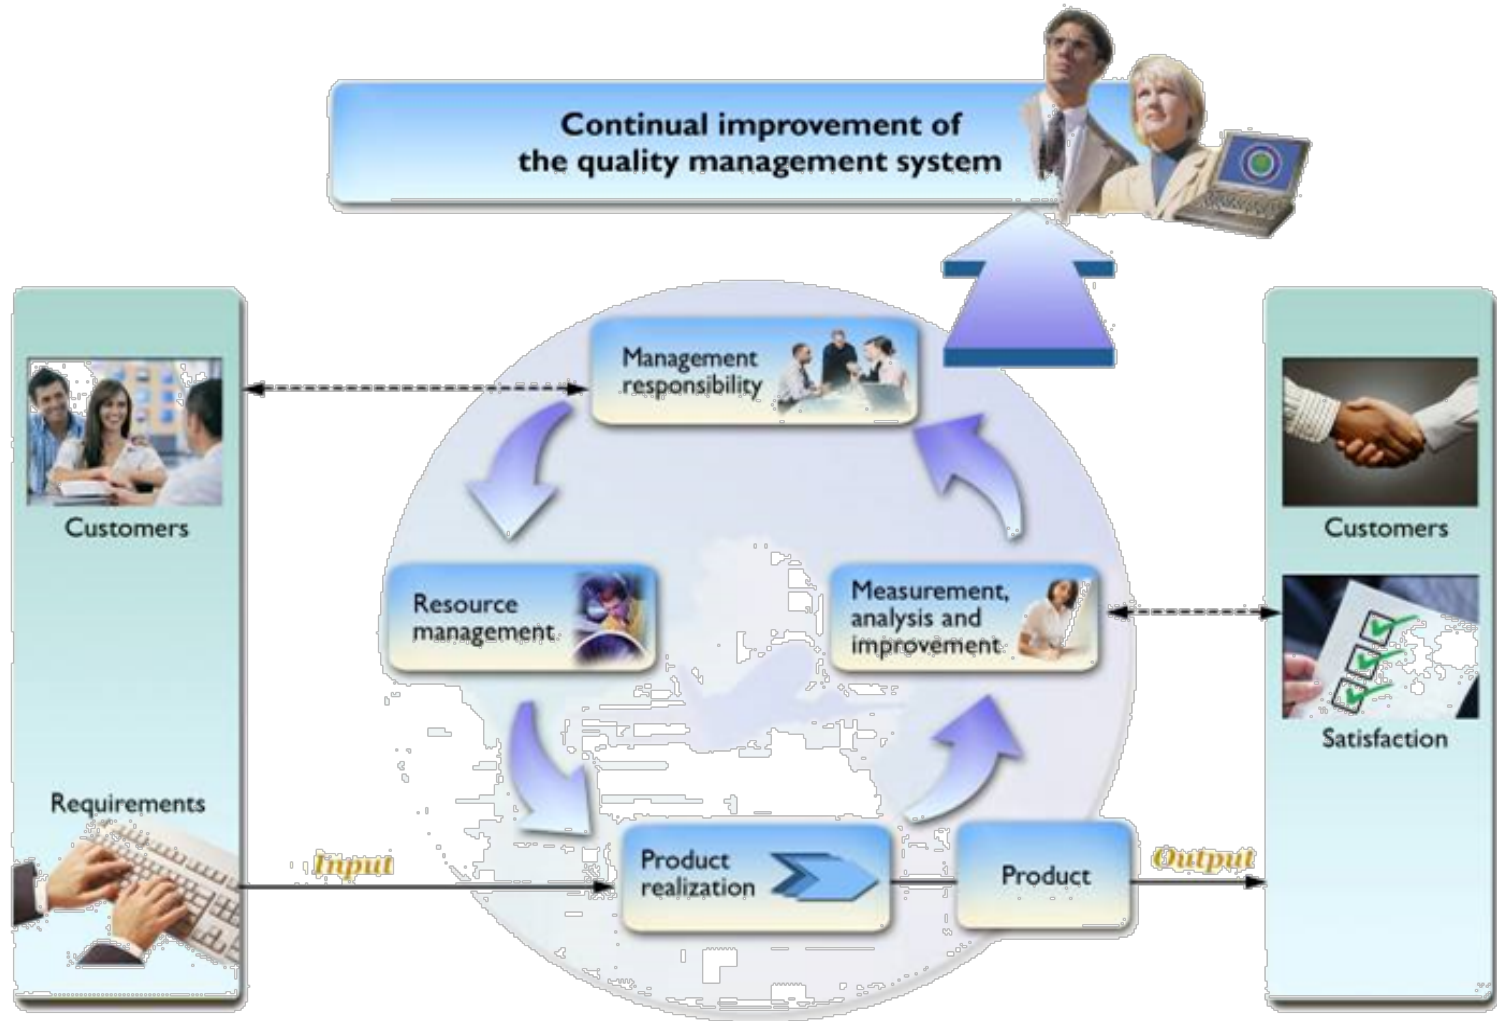 Continual improvement of
the quality management system
Management
responsibility
Customers
Customers
Resource
management
Measurement,
analysis and
improvement
Satisfaction
Requirements
Input
Product
realization
Product
Output